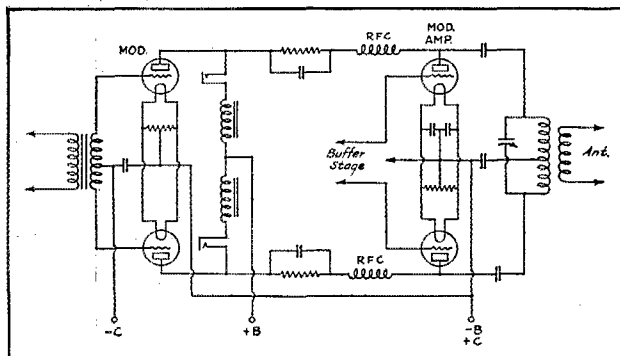 MOD.
RFC
MOD.
AMP.
Buffer
Stage
Ant.
RFC
-C
+B
-B
+C